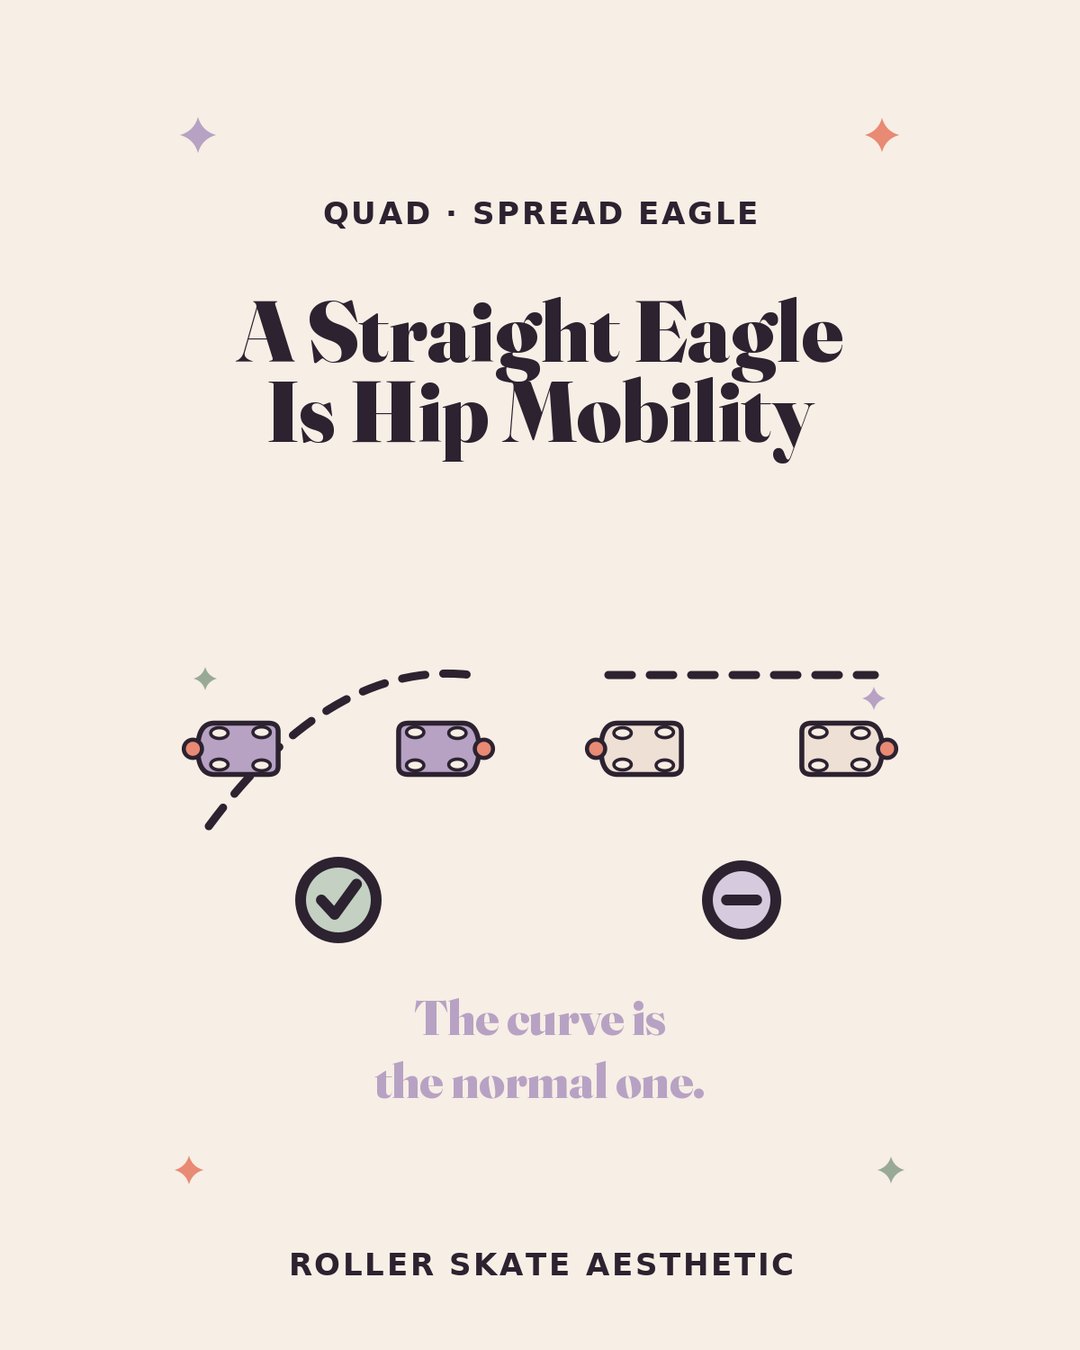 QUAD · SPREAD EAGLE
A Straight Eagle
Is Hip Mobility
The curve is
the normal one.
ROLLER SKATE AESTHETIC